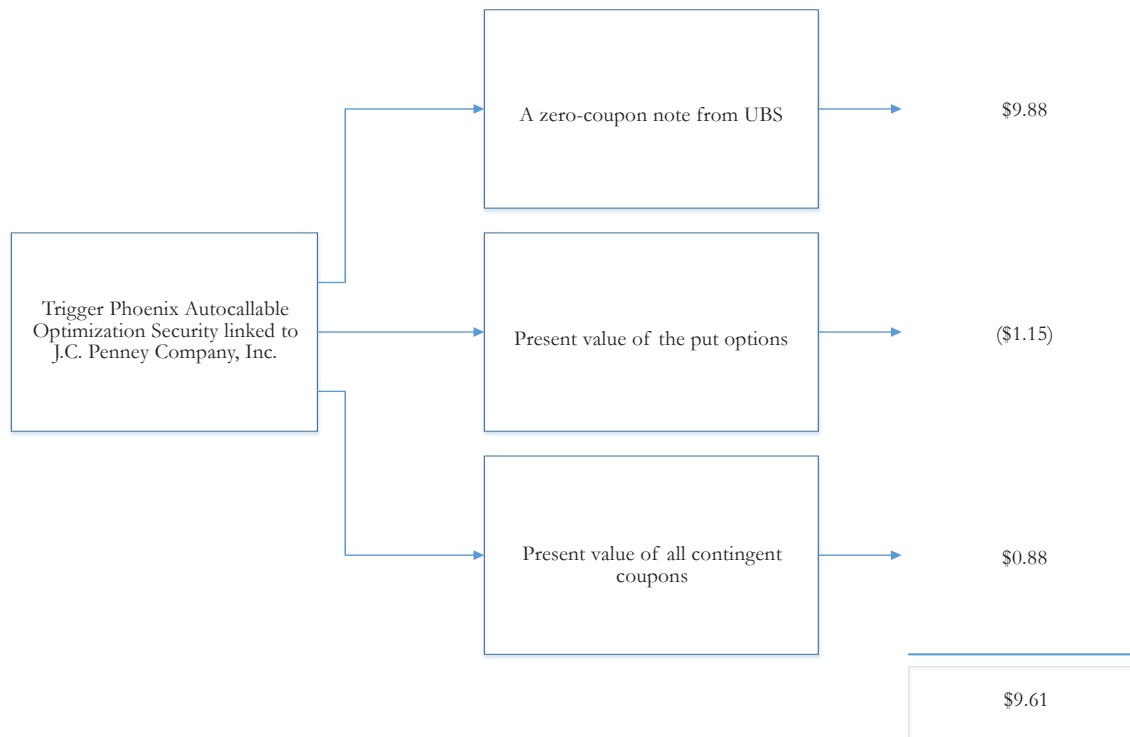 A zero-coupon note from UBS
$9.88
Trigger Phoenix Autocallable
Optimization Security linked to
J.C. Penney Company, Inc.
Present value of the put options
($1.15)
Present value of all contingent
coupons
$0.88
$9.61